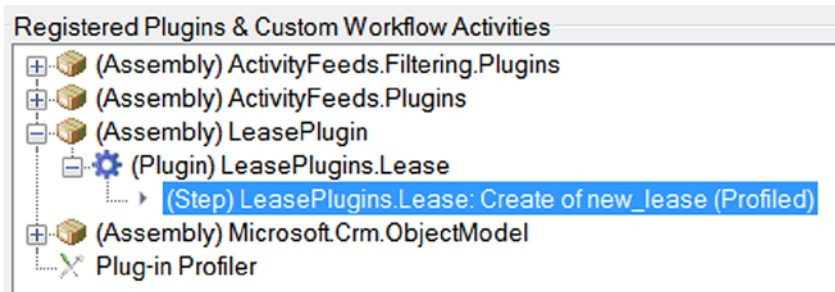 Registered Plugins & Custom Workflow Activities
(Assembly) ActivityFeeds.Filtering.Plugins
(Assembly) ActivityFeeds.Plugins
(Assembly) LeasePlugin
(Plugin) LeasePlugins.Lease
(Step) LeasePlugins.Lease: Create of new_lease (Profiled)
(Assembly) Microsoft.Crm.ObjectModel
Plug-in Profiler